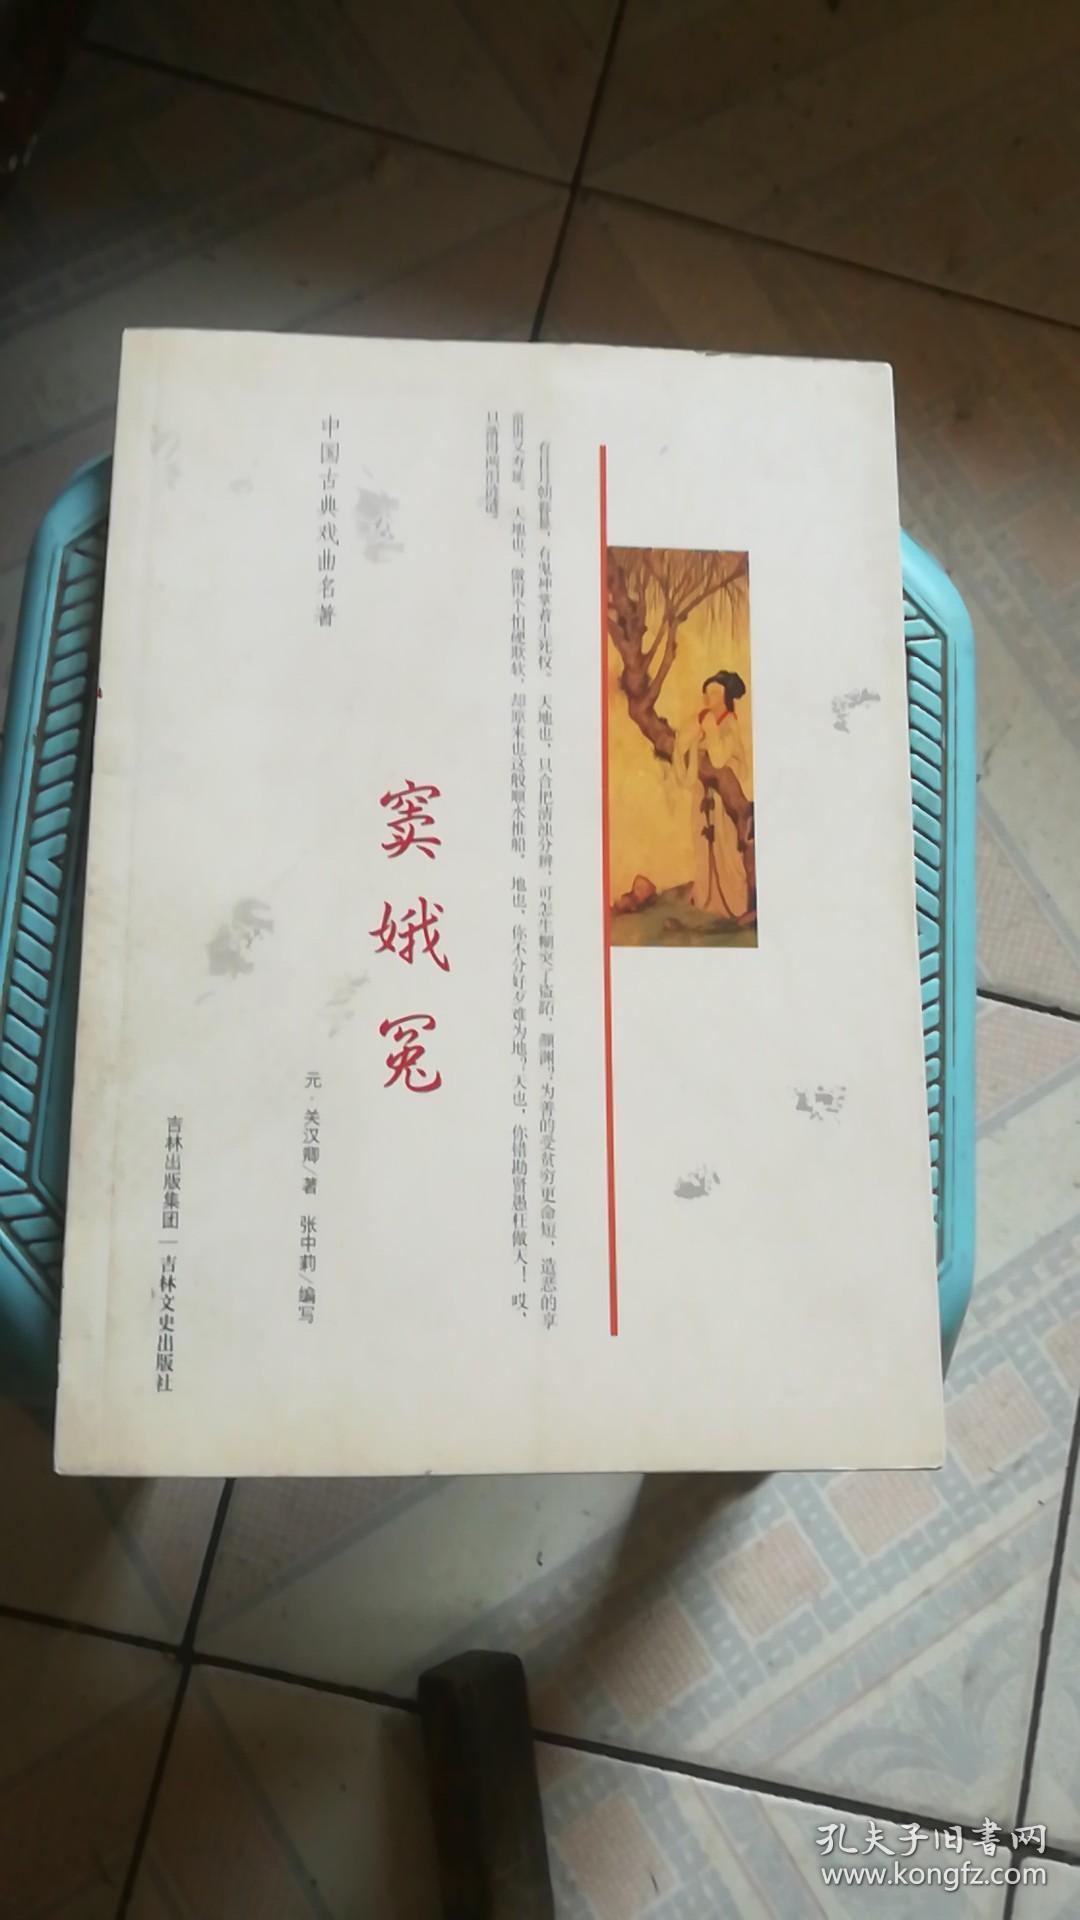 有日月朝暮悬，有鬼神掌着生死权。天地也，只合把清浊分辨，可怎生糊突了盗跖、颜渊？为善的受贫穷更命短，造恶的享
富贵又寿延。天地也，做得个怕硬欺软，却原来也这般顺水推船。地也，你不分好歹难为地？天也，你错勘贤愚枉做天！哎，
只落得两泪涟涟。
中国古典戏曲名著
窦娥冤
元·关汉卿/著 张中莉/编写
吉林出版集团 | 吉林文史出版社
孔夫子旧书网
www.kongfz.com